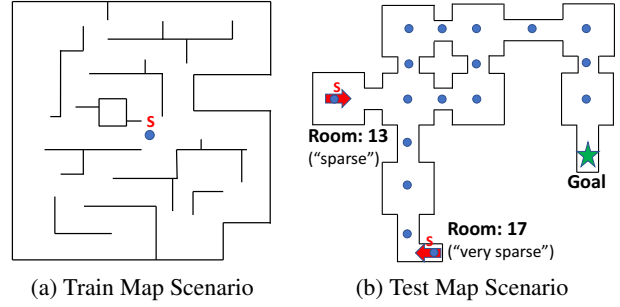 S
S
Room: 13
("sparse")
Goal
Room: 17
S
("very sparse")
(a) Train Map Scenario
(b) Test Map Scenario